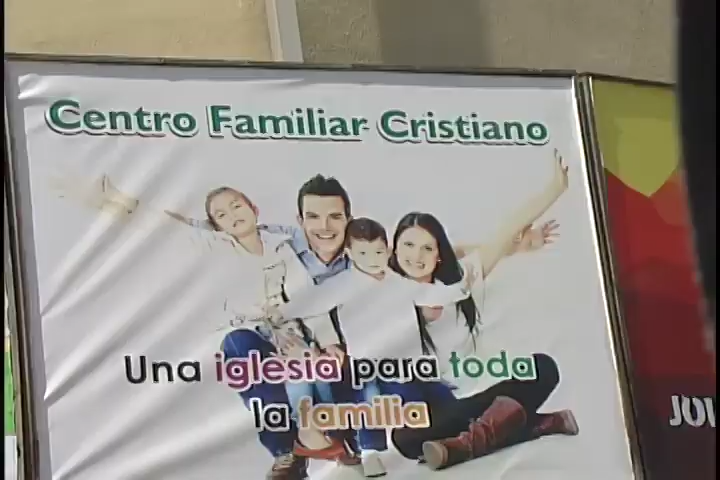 Centro Familiar Cristiano
Una iglesia para toda
la familia